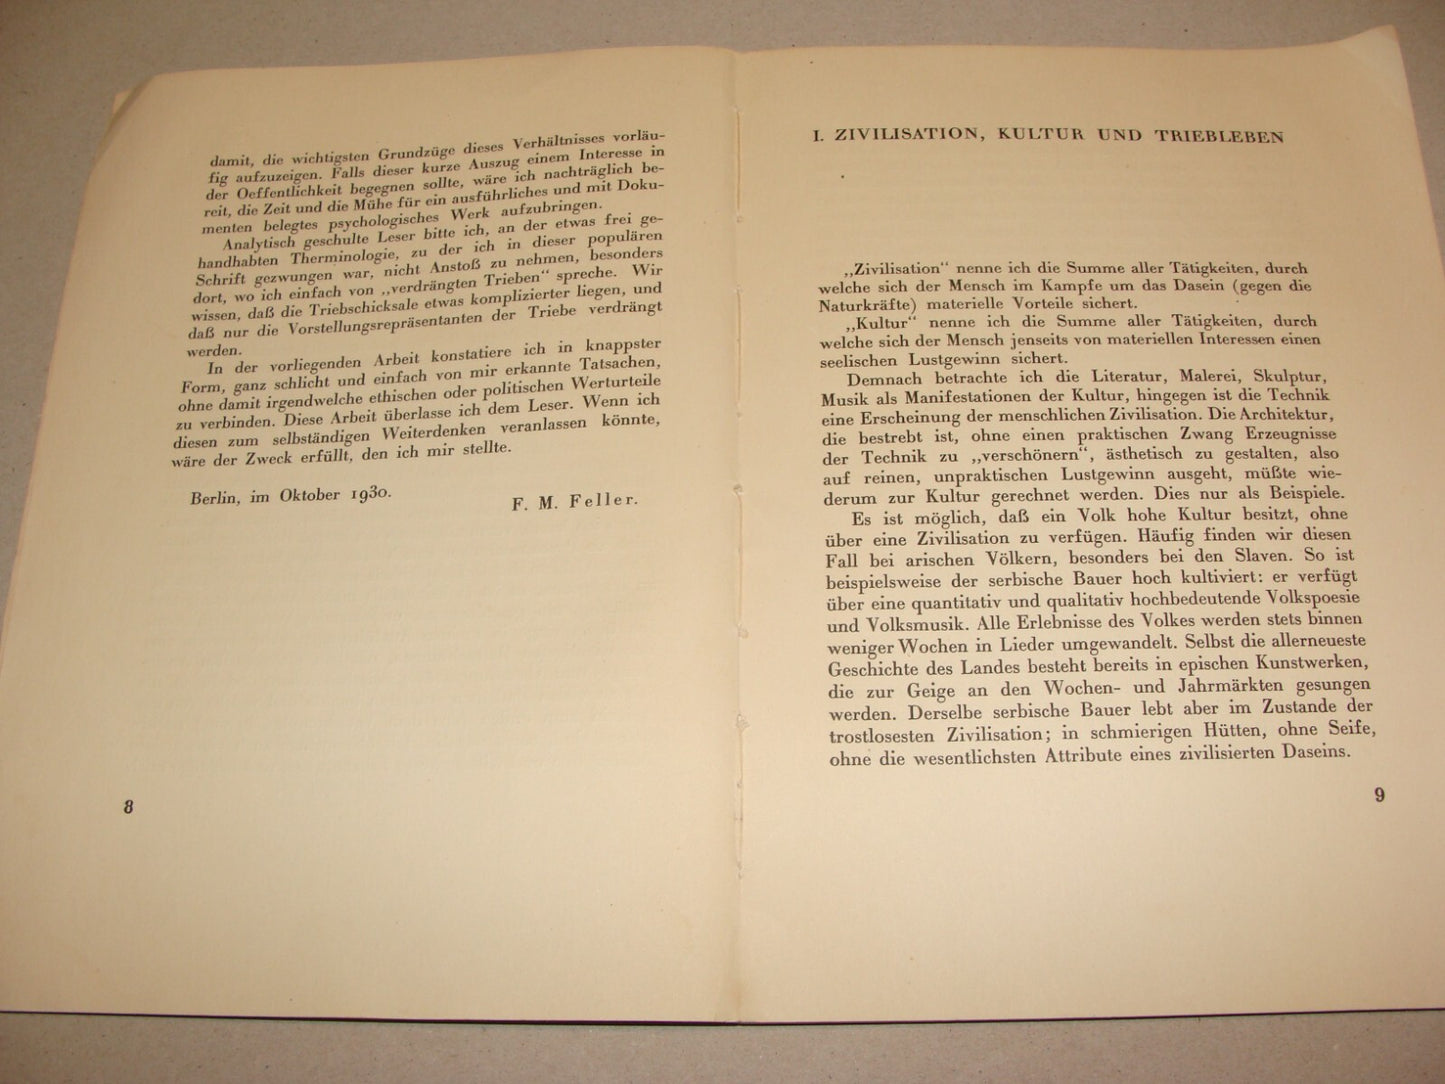 damit, die wichtigsten Grundzüge dieses Verhältnisses vorläu-
fig aufzuzeigen. Falls dieser kurze Auszug einem Interesse in
der Oeffentlichkeit begegnen sollte, wäre ich nachträglich be-
reit, die Zeit und die Mühe für ein ausführliches und mit Doku-
menten belegtes psychologisches Werk aufzubringen.
Analytisch geschulte Leser bitte ich, an der etwas frei ge-
handhabten Therminologie, zu der ich in dieser populären
Schrift gezwungen war, nicht Anstoß zu nehmen, besonders
dort, wo ich einfach von „verdrängten Trieben“ spreche. Wir
wissen, daß die Triebschicksale etwas komplizierter liegen, und
daß nur die Vorstellungsrepräsentanten der Triebe verdrängt
werden.
In der vorliegenden Arbeit konstatiere ich in knappster
Form, ganz schlicht und einfach von mir erkannte Tatsachen,
ohne damit irgendwelche ethischen oder politischen Werturteile
zu verbinden. Diese Arbeit überlasse ich dem Leser. Wenn ich
diesen zum selbständigen Weiterdenken veranlassen könnte,
wäre der Zweck erfüllt, den ich mir stellte.
Berlin, im Oktober 1930.
F. M. Feller.
8
I. ZIVILISATION, KULTUR UND TRIEBLEBEN
„Zivilisation“ nenne ich die Summe aller Tätigkeiten, durch
welche sich der Mensch im Kampfe um das Dasein (gegen die
Naturkräfte) materielle Vorteile sichert.
„Kultur“ nenne ich die Summe aller Tätigkeiten, durch
welche sich der Mensch jenseits von materiellen Interessen einen
seelischen Lustgewinn sichert.
Demnach betrachte ich die Literatur, Malerei, Skulptur,
Musik als Manifestationen der Kultur, hingegen ist die Technik
eine Erscheinung der menschlichen Zivilisation. Die Architektur,
die bestrebt ist, ohne einen praktischen Zwang Erzeugnisse
der Technik zu „verschönern“, ästhetisch zu gestalten, also
auf reinen, unpraktischen Lustgewinn ausgeht, müßte wie-
derum zur Kultur gerechnet werden. Dies nur als Beispiele.
Es ist möglich, daß ein Volk hohe Kultur besitzt, ohne
über eine Zivilisation zu verfügen. Häufig finden wir diesen
Fall bei arischen Völkern, besonders bei den Slaven. So ist
beispielsweise der serbische Bauer hoch kultiviert: er verfügt
über eine quantitativ und qualitativ hochbedeutende Volkspoesie
und Volksmusik. Alle Erlebnisse des Volkes werden stets binnen
weniger Wochen in Lieder umgewandelt. Selbst die allerneueste
Geschichte des Landes besteht bereits in epischen Kunstwerken,
die zur Geige an den Wochen- und Jahrmärkten gesungen
werden. Derselbe serbische Bauer lebt aber im Zustande der
trostlosesten Zivilisation; in schmierigen Hütten, ohne Seife,
ohne die wesentlichsten Attribute eines zivilisierten Daseins.
9